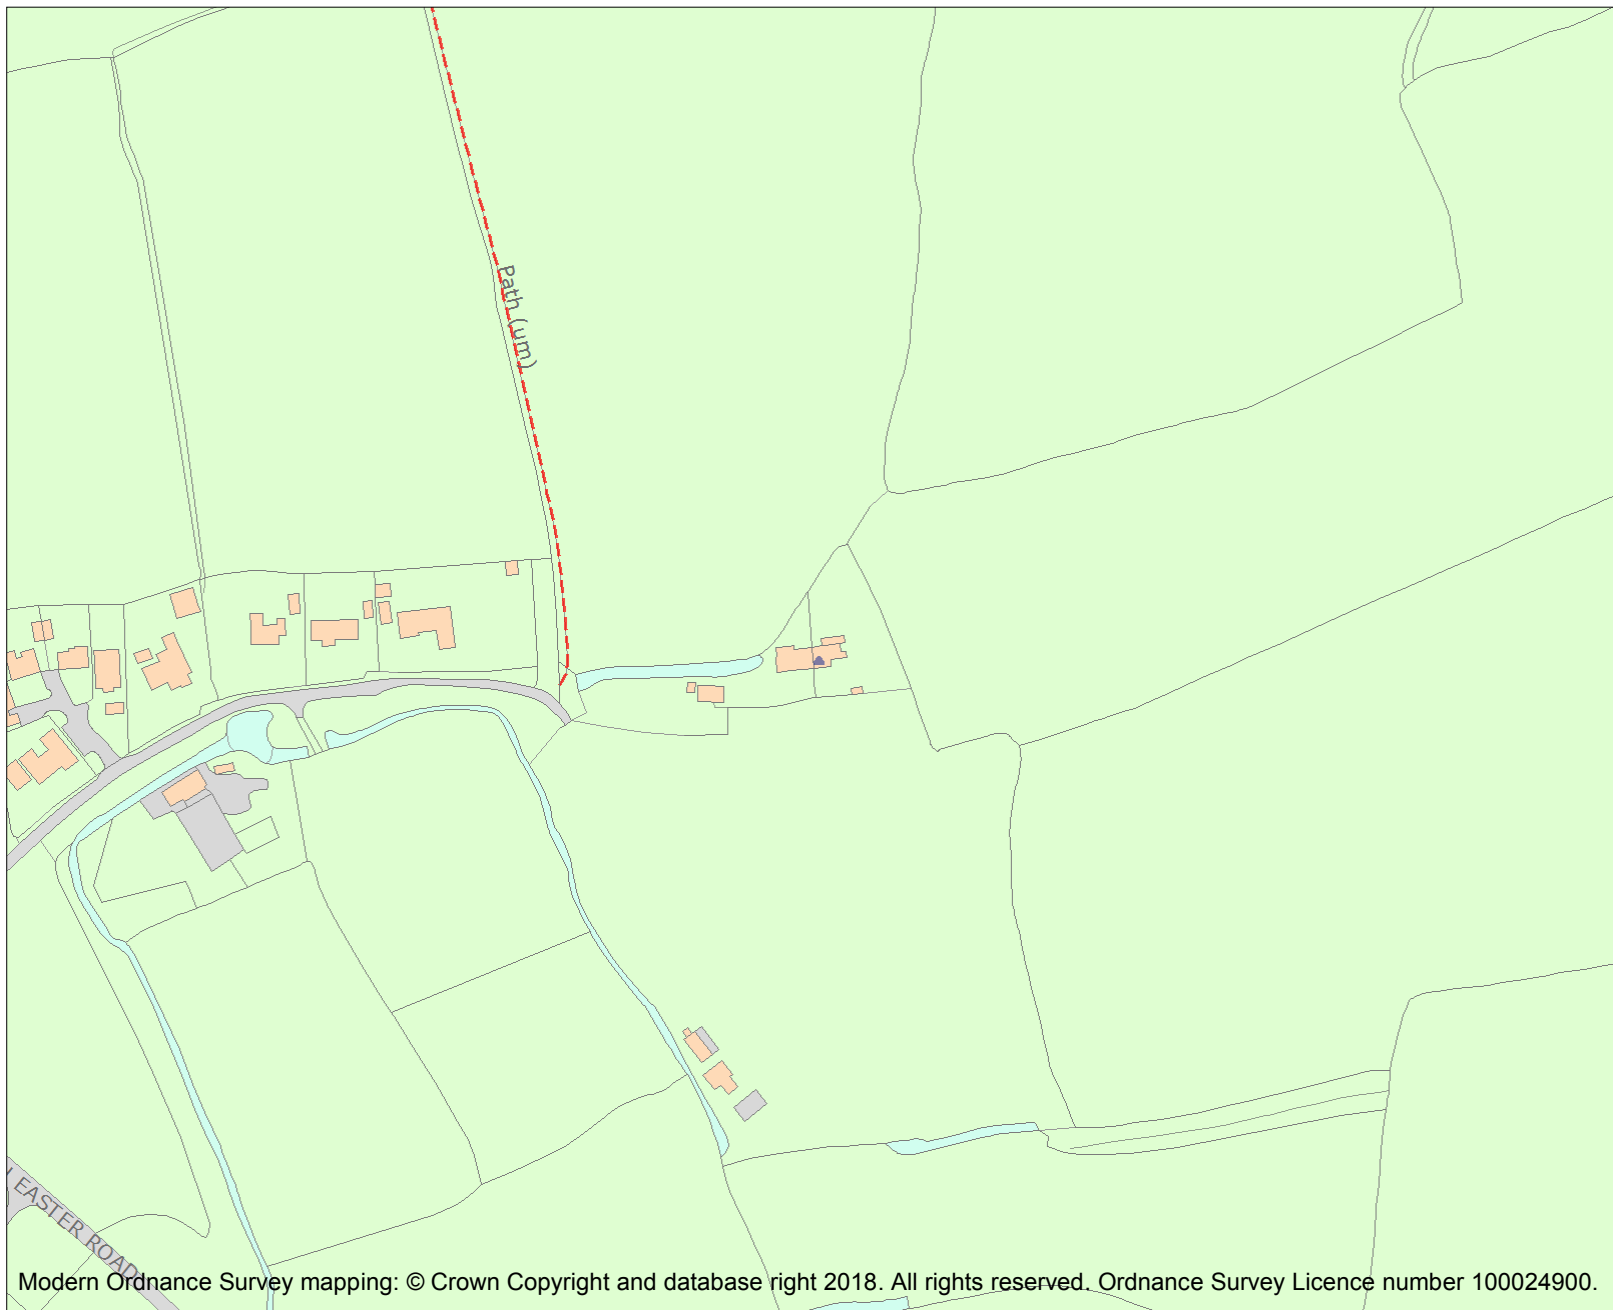 Path (um)
EASTER ROAD
Modern Ordnance Survey mapping: © Crown Copyright and database right 2018. All rights reserved. Ordnance Survey Licence number 100024900.